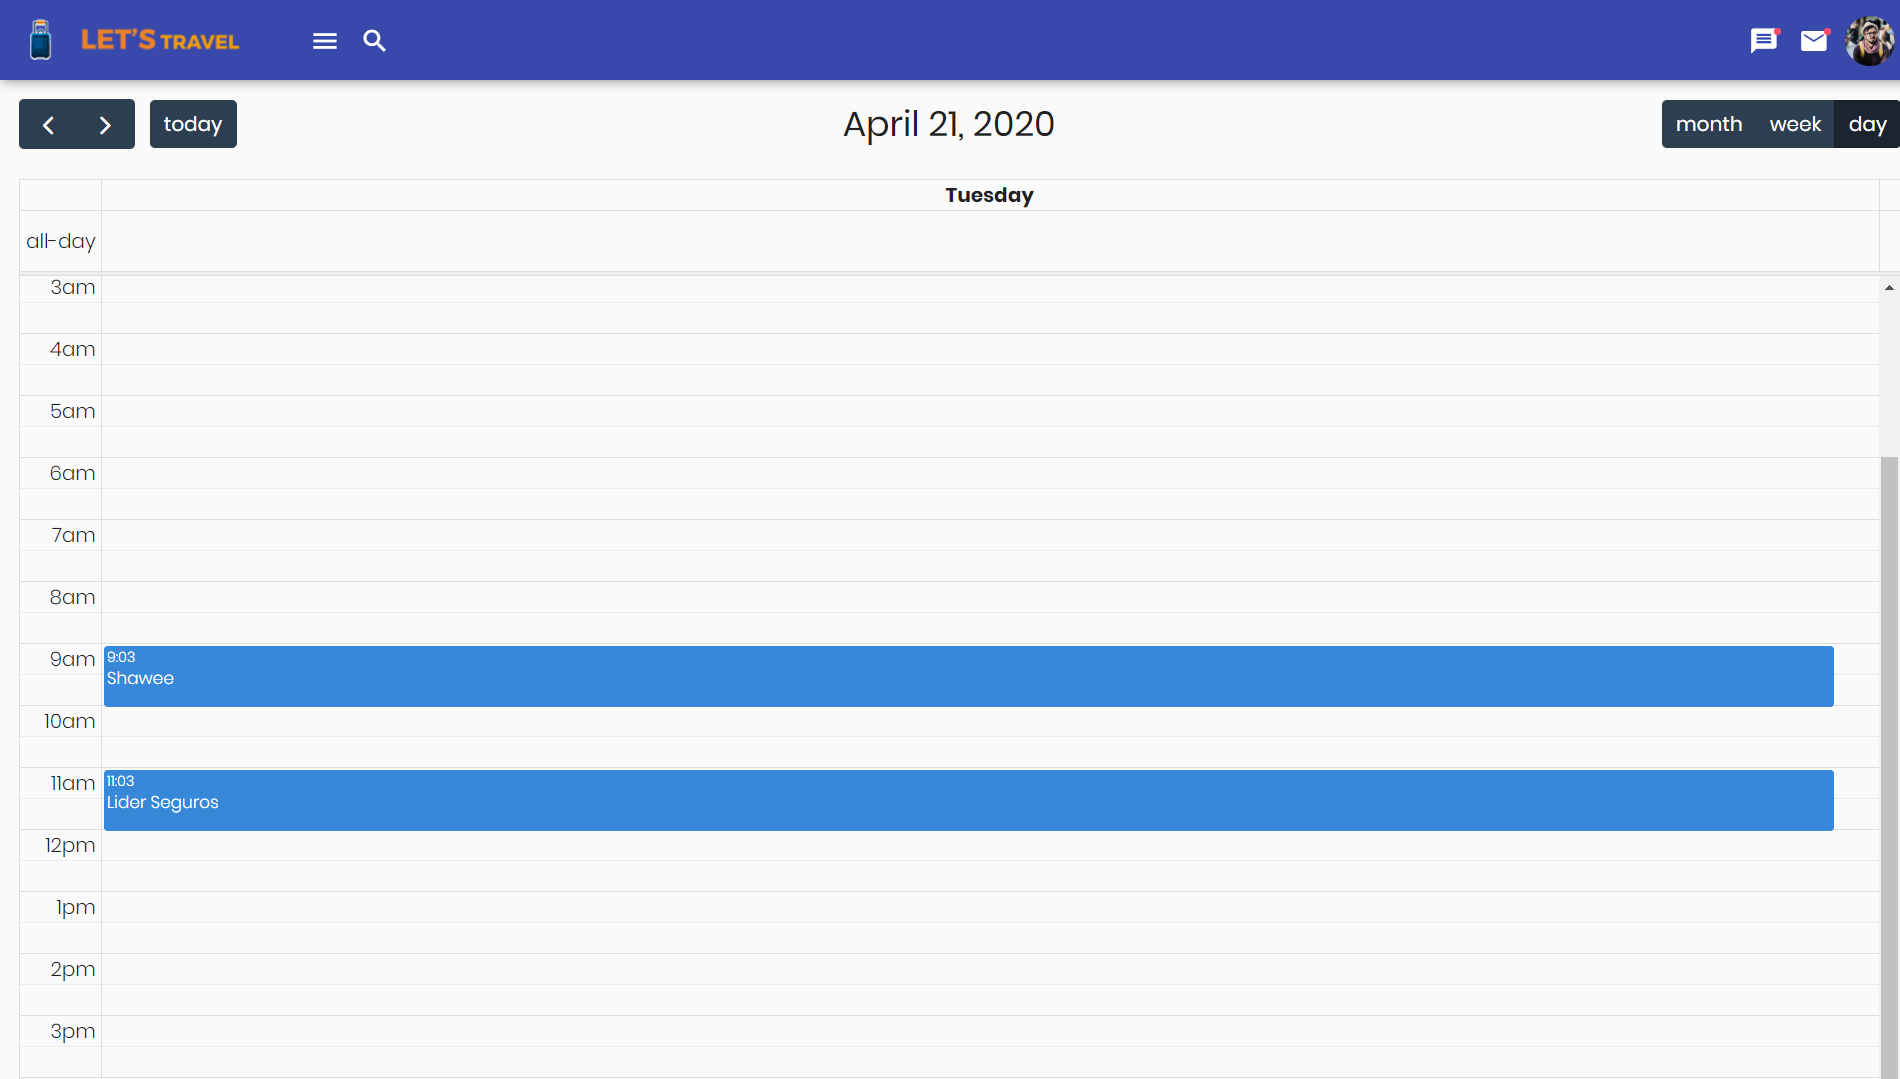 LET'S TRAVEL
today
April 21, 2020
month week day
Tuesday
all-day
3am
4am
5am
6am
7am
8am
9am
9:03
Shawee
10am
11am
11:03
Lider Seguros
12pm
1pm
2pm
3pm